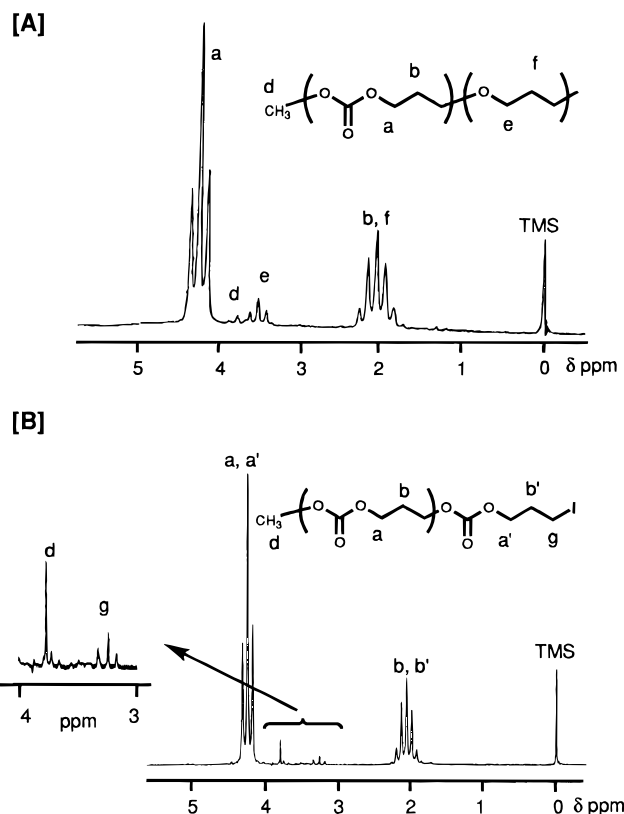 [A]
a
d
b
f
CH3
O
O
O
O
a
e
d
e
b, f
TMS
5 4 3 2 1 0 δ ppm
[B]
a, a'
b
b'
CH3
O
O
O
O
O
O
I
d
a
a'
g
d
g
b, b'
TMS
4 ppm 3
5 4 3 2 1 0 δ ppm